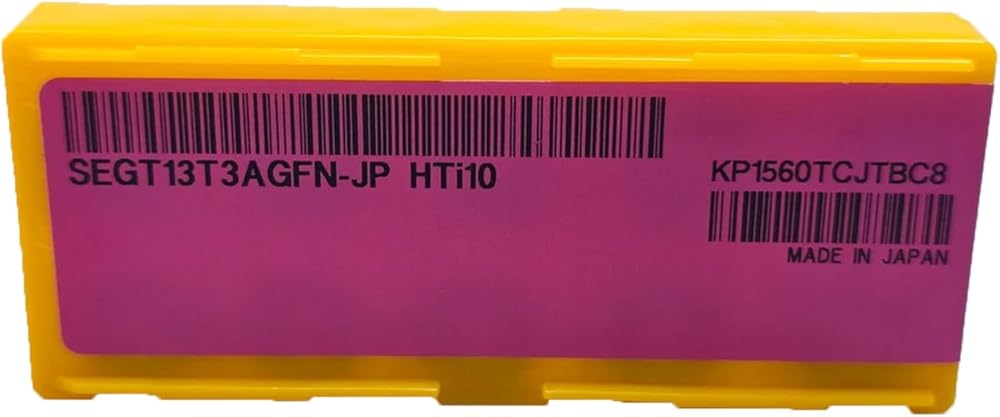 SEGT13T3AGFN-JP HTi10
KP1560TCJTBC8
MADE IN JAPAN